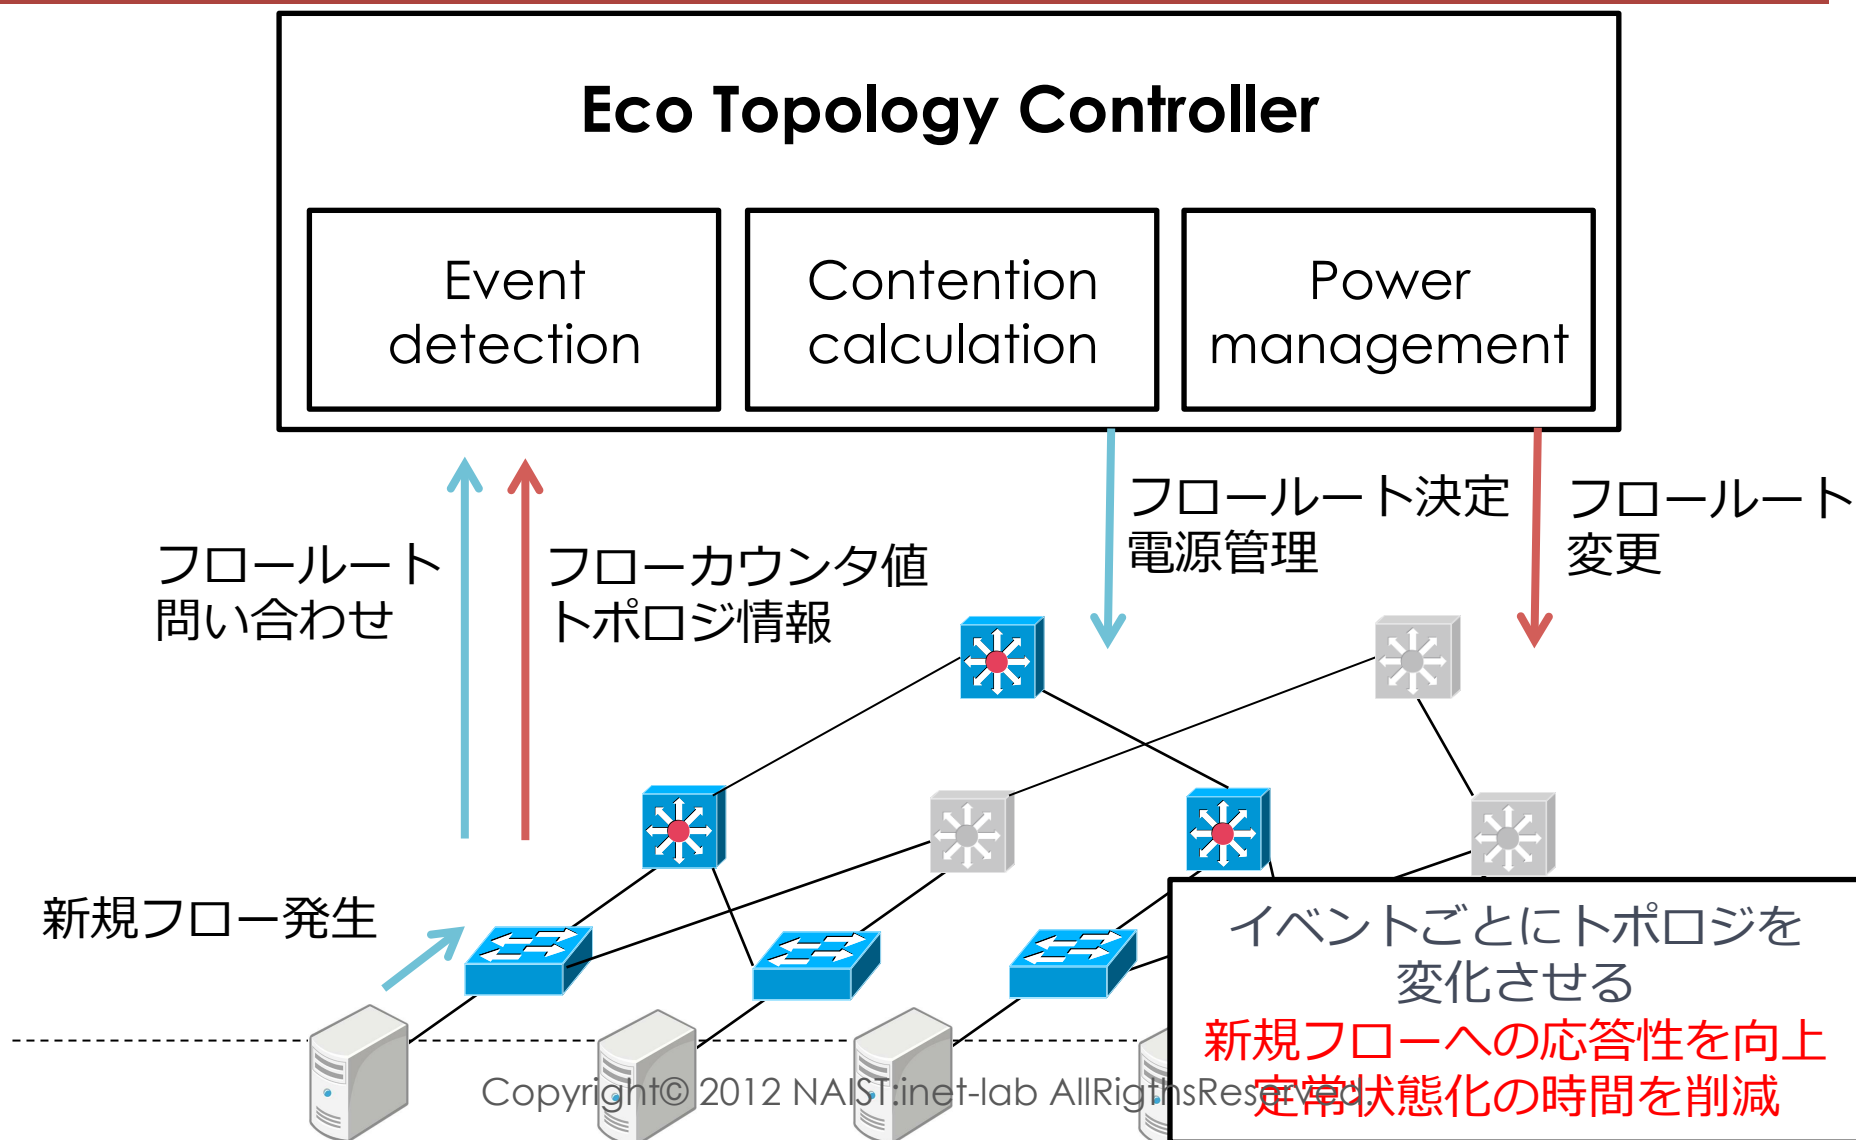 Eco Topology Controller
Event
detection
Contention
calculation
Power
management
フロールート
問い合わせ
フローカウンタ値
トポロジ情報
フロールート決定
電源管理
フロールート
変更
新規フロー発生
イベントごとにトポロジを
変化させる
新規フローへの応答性を向上
定常状態化の時間を削減
Copyright© 2012 NAIST:inet-lab AllRigthsReserved.